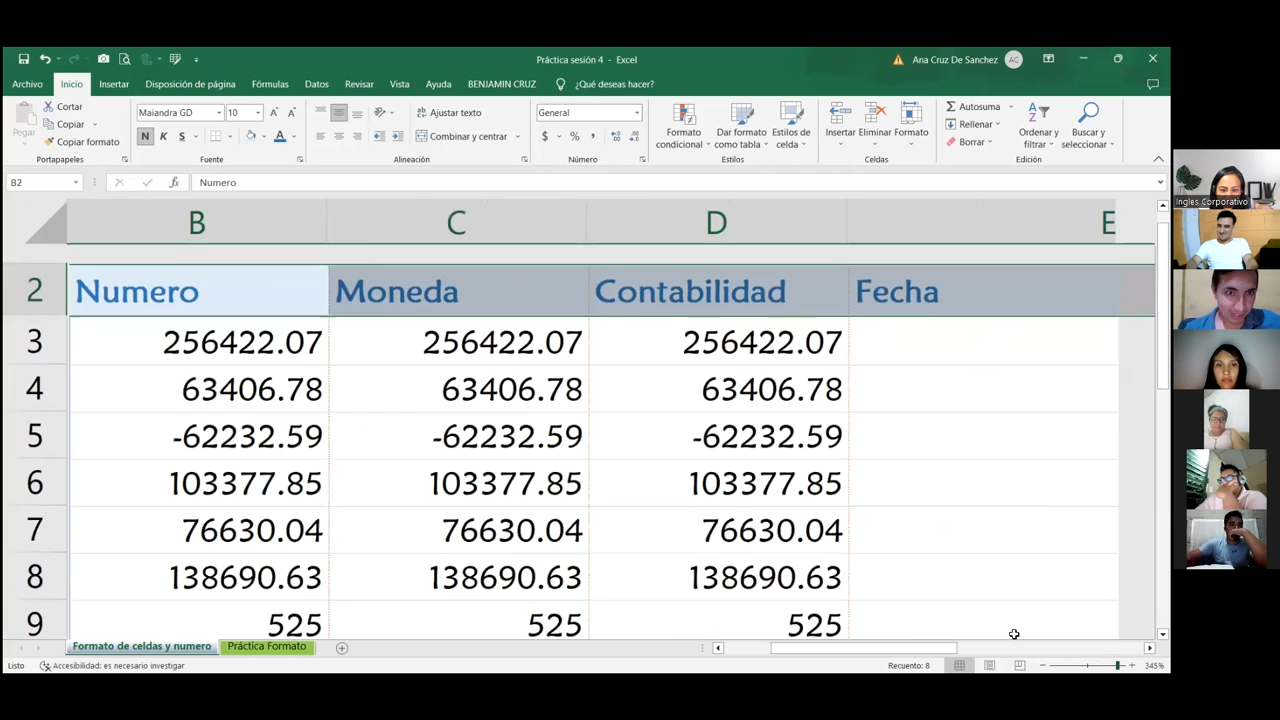 Práctica sesión 4 - Excel
Ana Cruz De Sanchez AC
Archivo Inicio Insertar Disposición de página Fórmulas Datos Revisar Vista Ayuda BENJAMIN CRUZ ¿Qué deseas hacer?
Pegar
Cortar
Copiar
Copiar formato
Portapapeles
Maiandra GD 10
N K S
Fuente
Ajustar texto
Combinar y centrar
Alineación
General
$ % ,
Número
Formato condicional
Dar formato como tabla
Estilos de celda
Estilos
Insertar Eliminar Formato
Celdas
Autosuma
Rellenar
Borrar
Ordenar y filtrar
Buscar y seleccionar
Edición
B2 fx Numero
B C D E
2 Numero Moneda Contabilidad Fecha
3 256422.07 256422.07 256422.07
4 63406.78 63406.78 63406.78
5 -62232.59 -62232.59 -62232.59
6 103377.85 103377.85 103377.85
7 76630.04 76630.04 76630.04
8 138690.63 138690.63 138690.63
9 525 525 525
Formato de celdas y numero Práctica Formato
Listo Accesibilidad: es necesario investigar Recuento: 8 345%
Ingles Corporativo